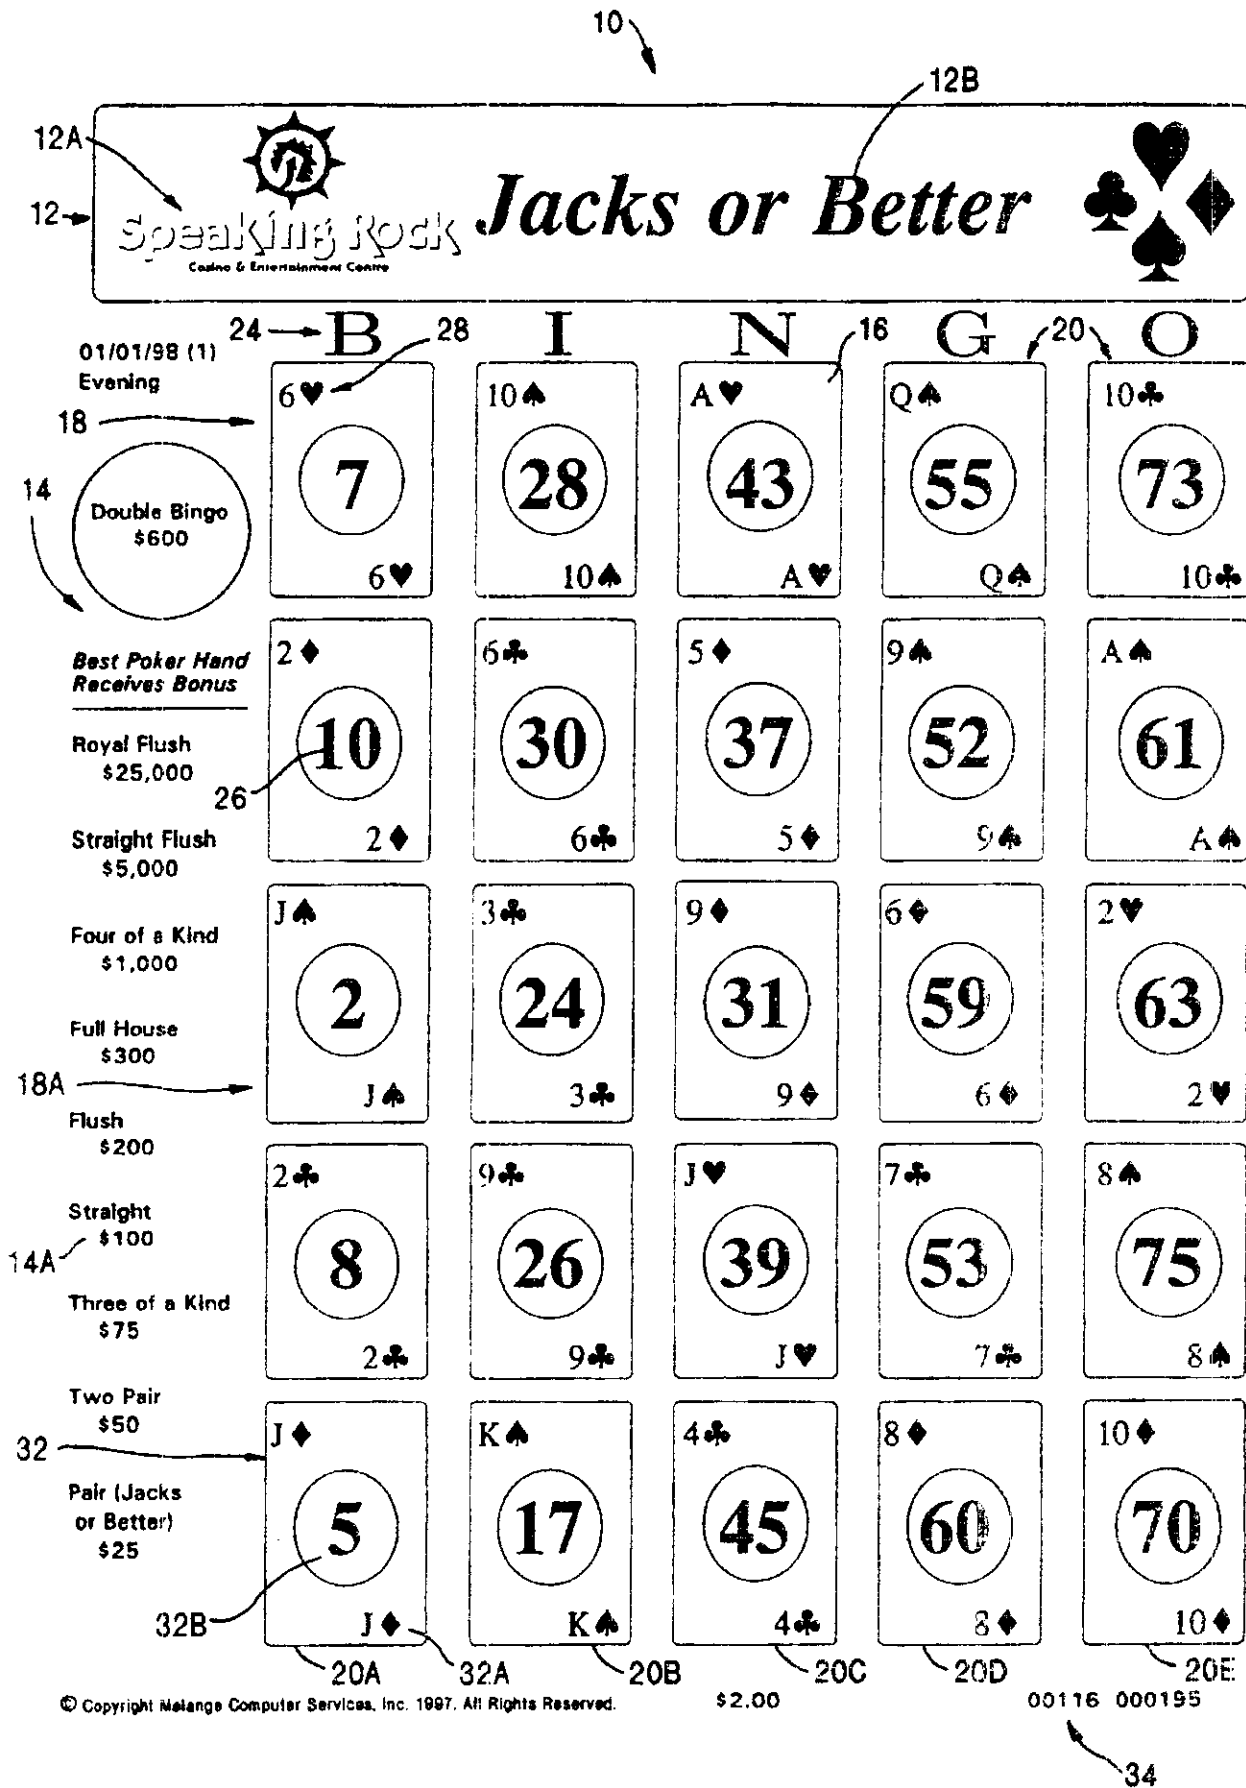 10
12B
12A
12
Speaking Rock
Casino & Entertainment Centre
Jacks or Better
24
B I N G O
28
16
20
01/01/98 (1)
Evening
18
14
Double Bingo
$600
6♥ 10♠ A♥ Q♠ 10♣
7 28 43 55 73
6♥ 10♠ A♥ Q♠ 10♣
Best Poker Hand
Receives Bonus
2♦ 6♣ 5♦ 9♠ A♠
10 30 37 52 61
2♦ 6♣ 5♦ 9♠ A♠
Royal Flush
$25,000
26
Straight Flush
$5,000
J♠ 3♣ 9♦ 6♦ 2♥
2 24 31 59 63
J♠ 3♣ 9♦ 6♦ 2♥
Four of a Kind
$1,000
Full House
$300
18A
Flush
$200
2♣ 9♣ J♥ 7♣ 8♠
8 26 39 53 75
2♣ 9♣ J♥ 7♣ 8♠
Straight
$100
14A
Three of a Kind
$75
Two Pair
$50
32
J♦ K♠ 4♣ 8♦ 10♦
5 17 45 60 70
J♦ K♠ 4♣ 8♦ 10♦
Pair (Jacks
or Better)
$25
32B
20A 32A 20B 20C 20D 20E
© Copyright Melange Computer Services, Inc. 1997. All Rights Reserved.
$2.00
00116 000195
34